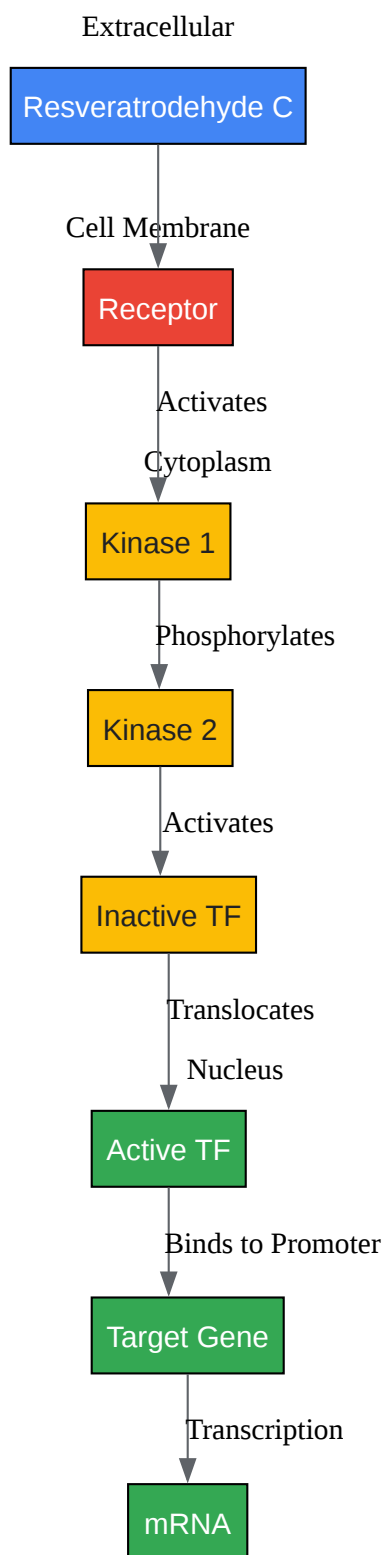 Extracellular
Resveratrodehyde C
Cell Membrane
Receptor
Activates
Cytoplasm
Kinase 1
Phosphorylates
Kinase 2
Activates
Inactive TF
Translocates
Nucleus
Active TF
Binds to Promoter
Target Gene
Transcription
mRNA